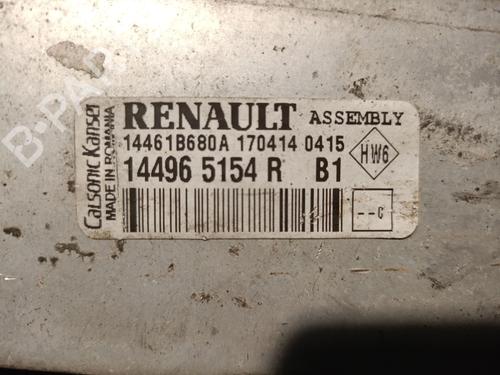 RENAULT ASSEMBLY
14461B680A 170414 0415
14496 5154 R B1
HW6
--C
Calsonic Kansei
MADE IN ROMANIA
B-PARTS